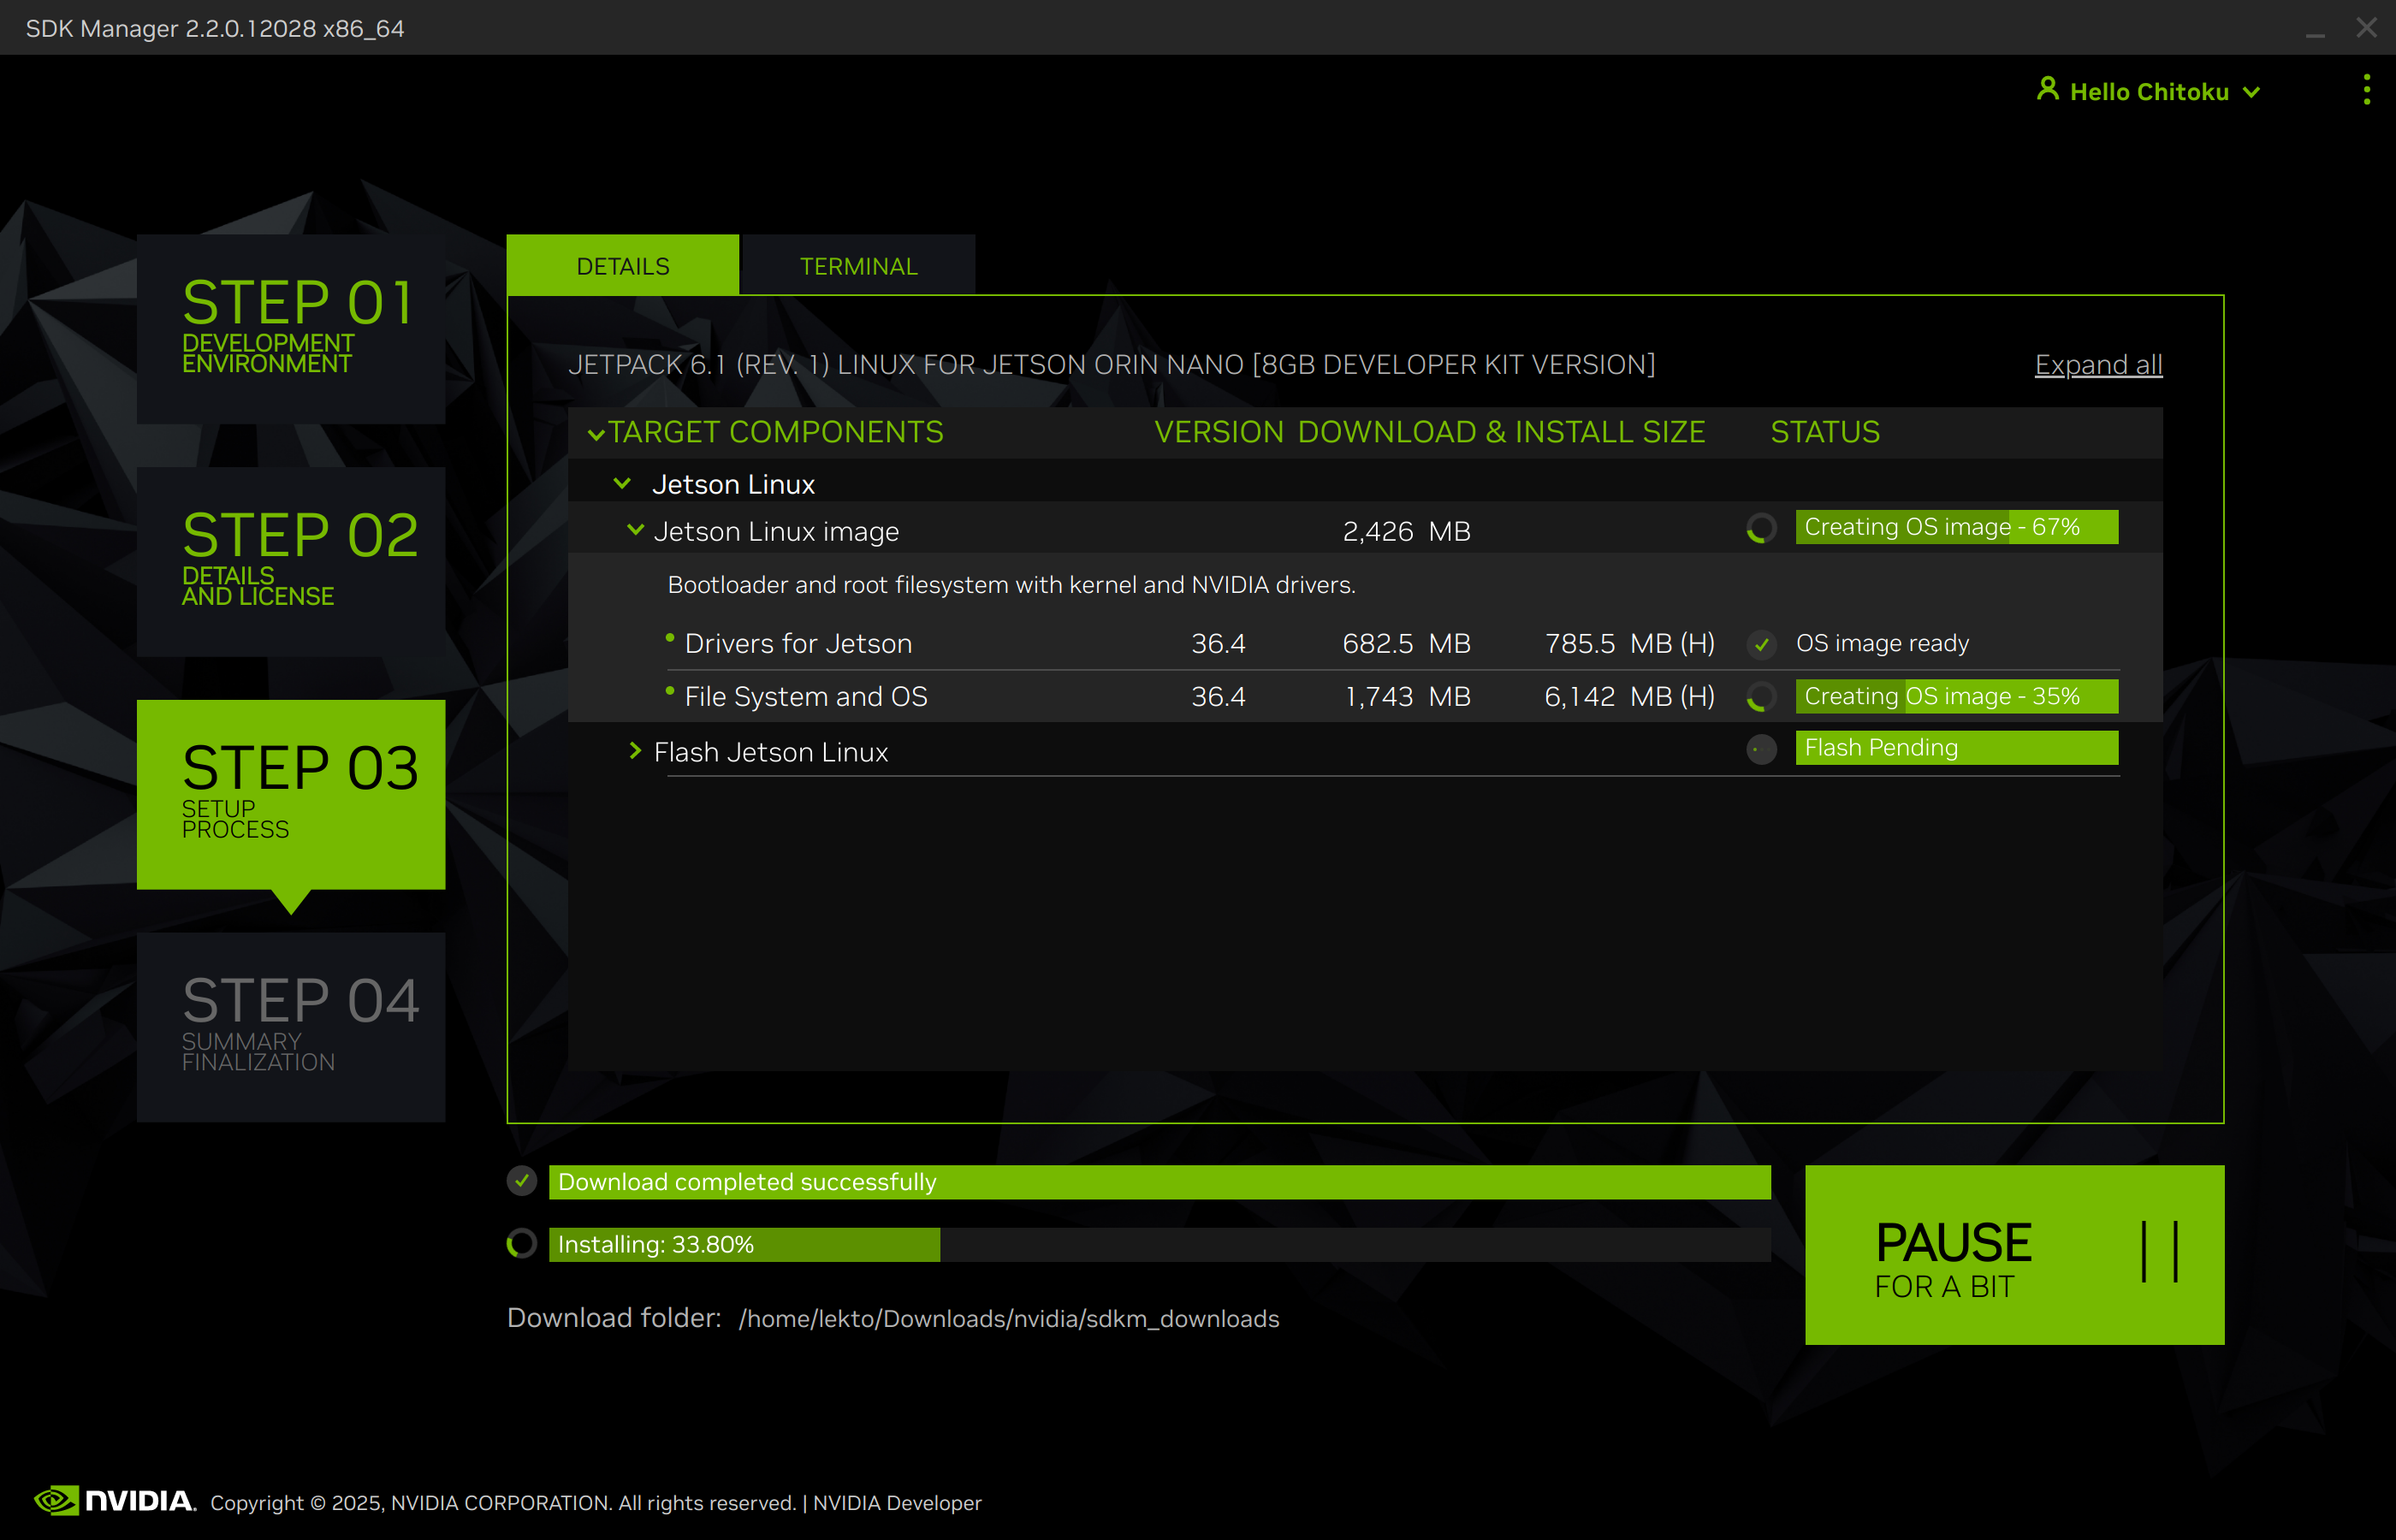 SDK Manager 2.2.0.12028 x86_64
Hello Chitoku
STEP 01
DEVELOPMENT
ENVIRONMENT
STEP 02
DETAILS
AND LICENSE
STEP 03
SETUP
PROCESS
STEP 04
SUMMARY
FINALIZATION
DETAILS TERMINAL
JETPACK 6.1 (REV. 1) LINUX FOR JETSON ORIN NANO [8GB DEVELOPER KIT VERSION] Expand all
TARGET COMPONENTS VERSION DOWNLOAD & INSTALL SIZE STATUS
Jetson Linux
Jetson Linux image 2,426 MB Creating OS image - 67%
Bootloader and root filesystem with kernel and NVIDIA drivers.
Drivers for Jetson 36.4 682.5 MB 785.5 MB (H) OS image ready
File System and OS 36.4 1,743 MB 6,142 MB (H) Creating OS image - 35%
Flash Jetson Linux Flash Pending
Download completed successfully
Installing: 33.80%
PAUSE
FOR A BIT
Download folder: /home/lekto/Downloads/nvidia/sdkm_downloads
NVIDIA. Copyright © 2025, NVIDIA CORPORATION. All rights reserved. | NVIDIA Developer